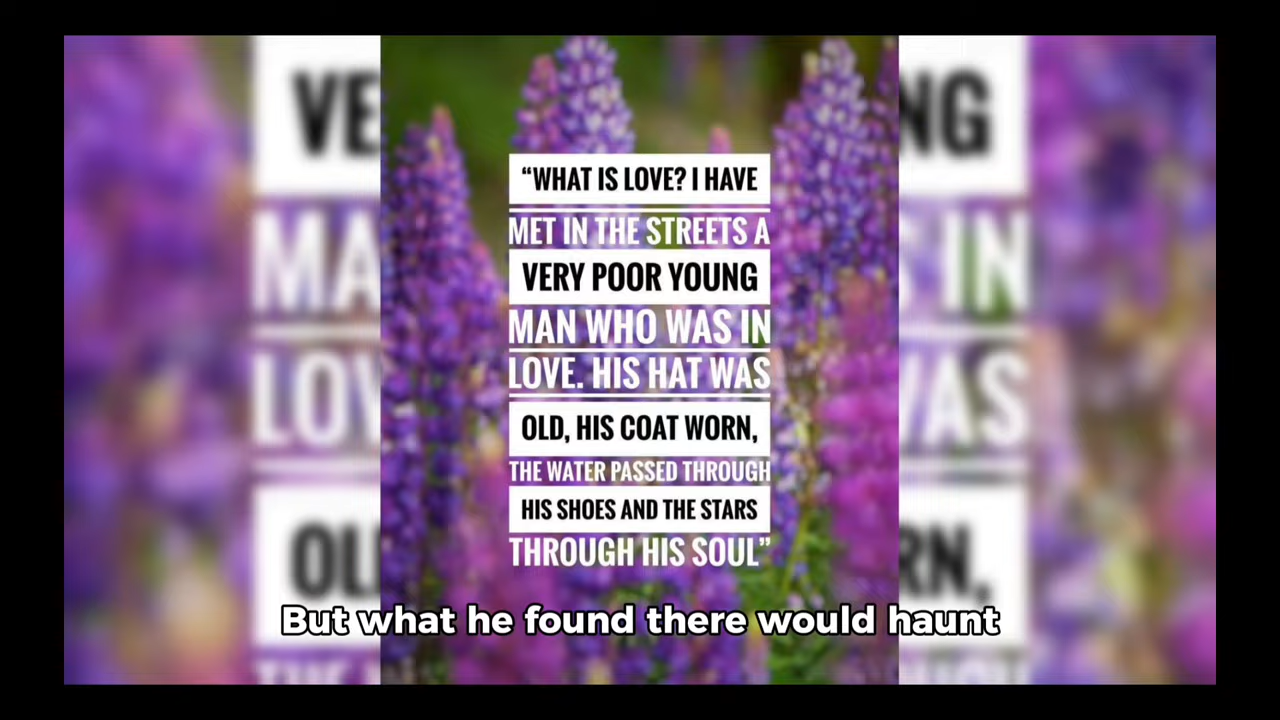 “WHAT IS LOVE? I HAVE
MET IN THE STREETS A
VERY POOR YOUNG
MAN WHO WAS IN
LOVE. HIS HAT WAS
OLD, HIS COAT WORN,
THE WATER PASSED THROUGH
HIS SHOES AND THE STARS
THROUGH HIS SOUL”
But what he found there would haunt